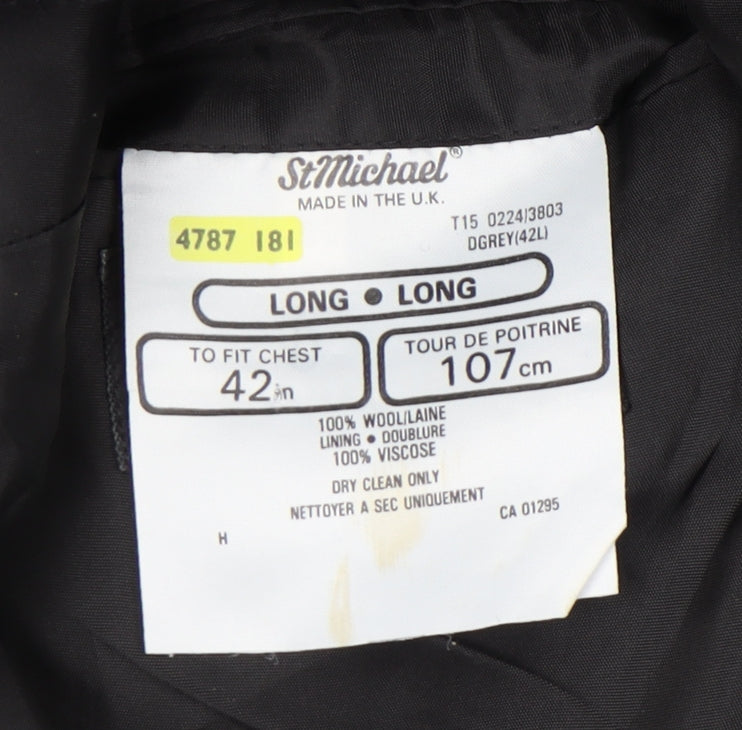 StMichael®
MADE IN THE U.K.
4787 181
T15 0224/3803
DGREY(42L)
LONG ● LONG
TO FIT CHEST
42in
TOUR DE POITRINE
107cm
100% WOOL/LAINE
LINING ● DOUBLURE
100% VISCOSE
DRY CLEAN ONLY
NETTOYER A SEC UNIQUEMENT
CA 01295
H